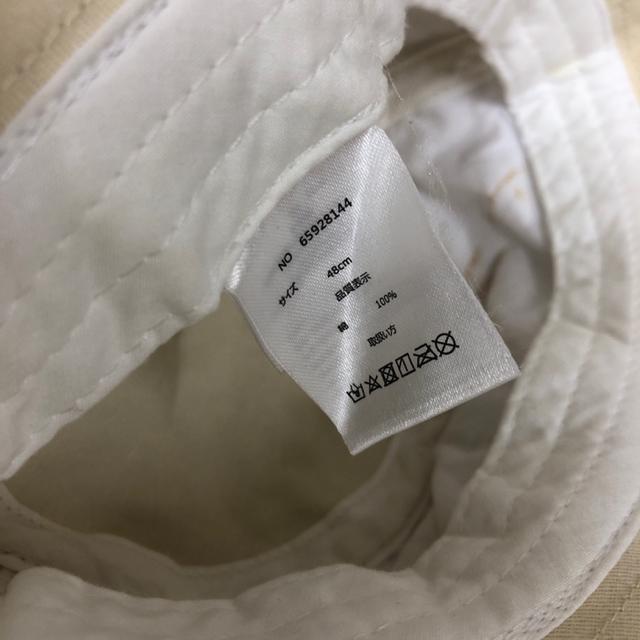 NO 65928144
サイズ 48cm
品質表示
綿 100%
取扱い方